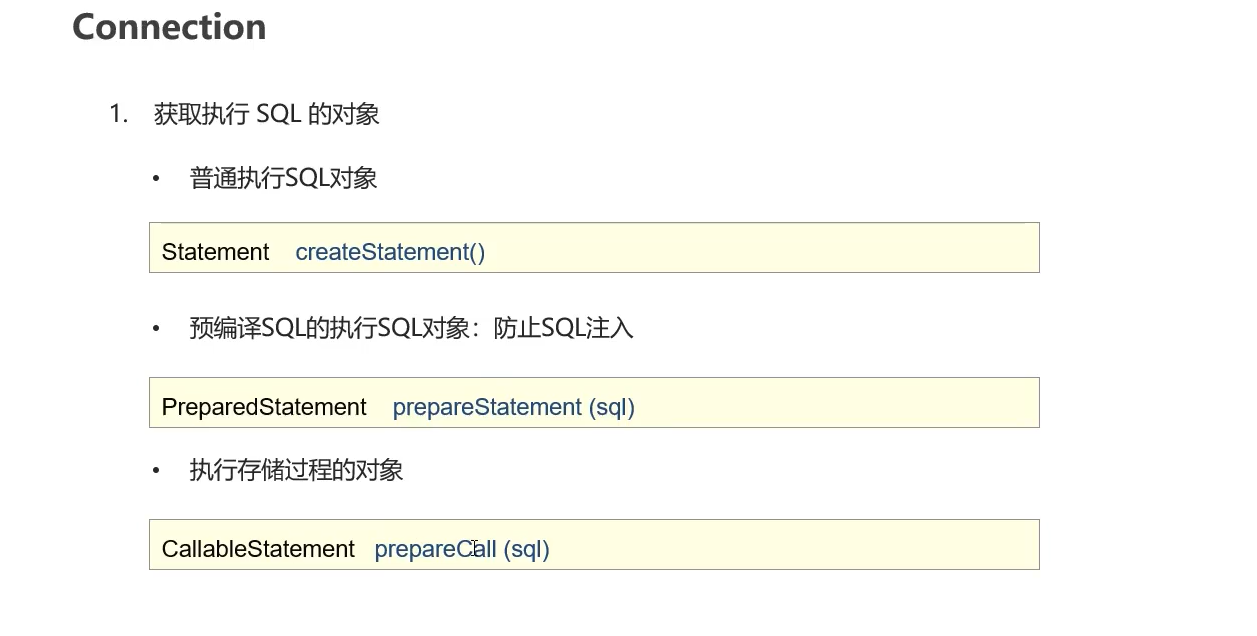 Connection
1. 获取执行 SQL 的对象
• 普通执行SQL对象
Statement createStatement()
• 预编译SQL的执行SQL对象：防止SQL注入
PreparedStatement prepareStatement (sql)
• 执行存储过程的对象
CallableStatement prepareCall (sql)